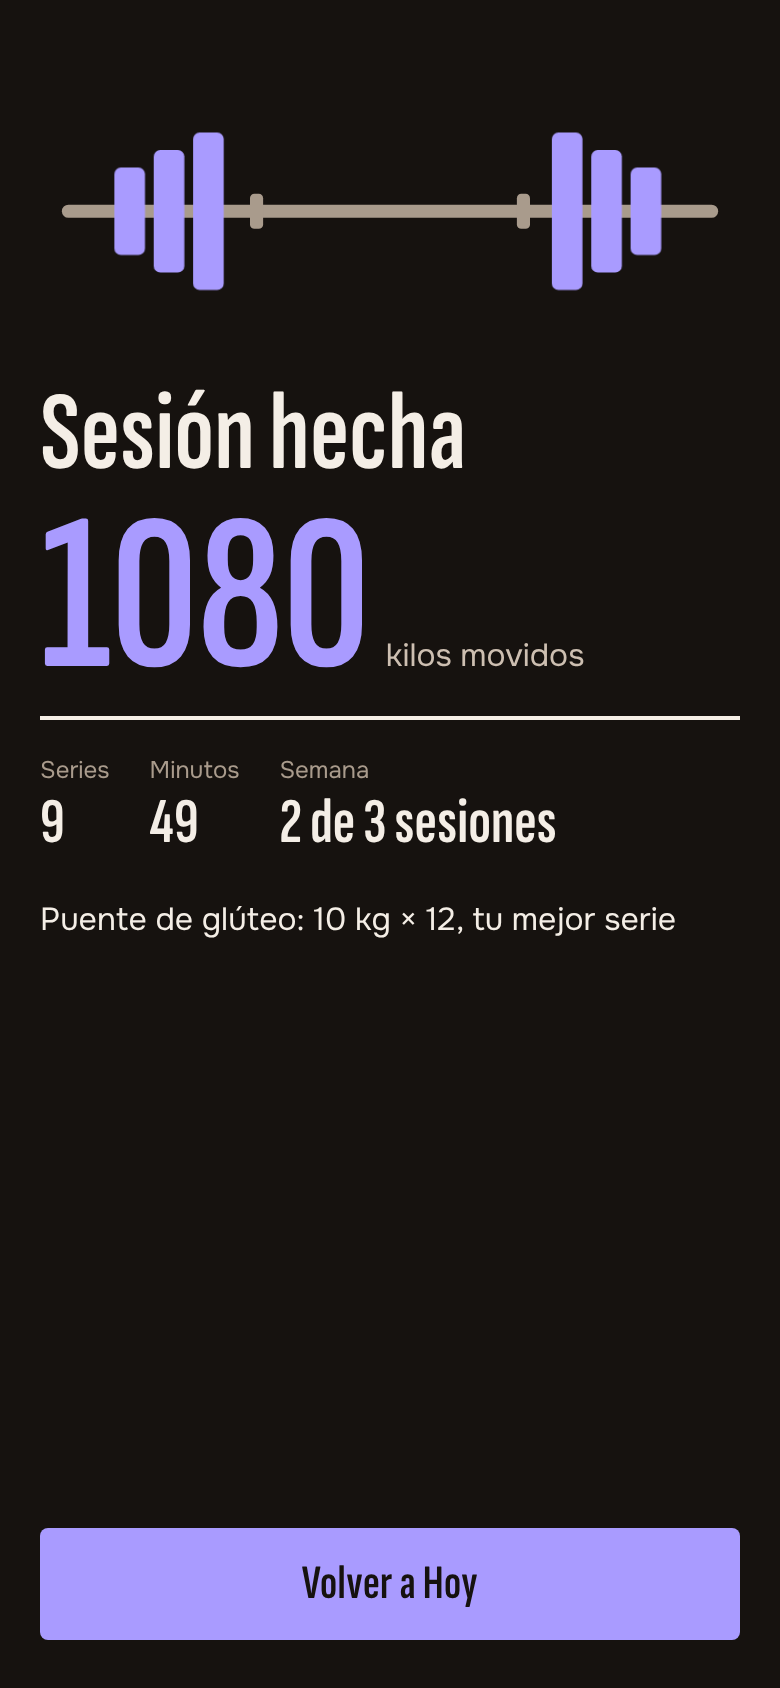 Sesión hecha
1080 kilos movidos
Series Minutos Semana
9 49 2 de 3 sesiones
Puente de glúteo: 10 kg × 12, tu mejor serie
Volver a Hoy